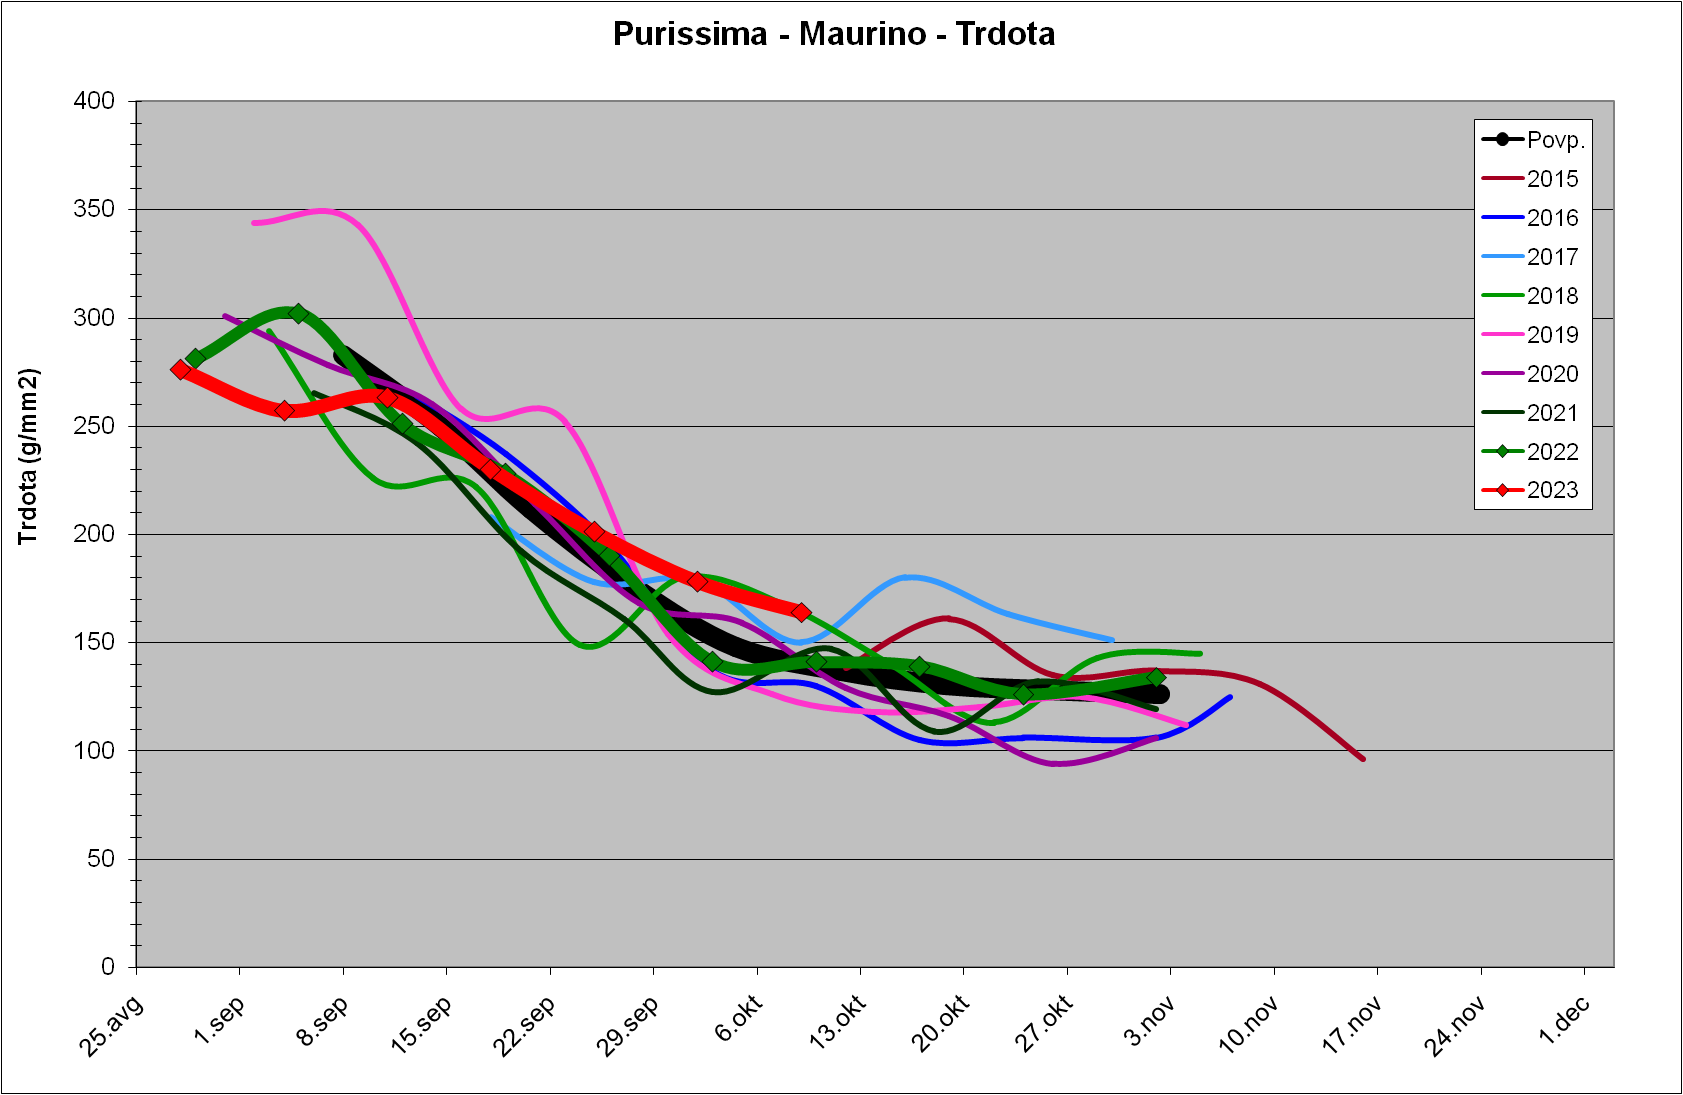 Purissima - Maurino - Trdota
Trdota (g/mm2)
400
350
300
250
200
150
100
50
0
25.avg
1.sep
8.sep
15.sep
22.sep
29.sep
6.okt
13.okt
20.okt
27.okt
3.nov
10.nov
17.nov
24.nov
1.dec
Povp.
2015
2016
2017
2018
2019
2020
2021
2022
2023